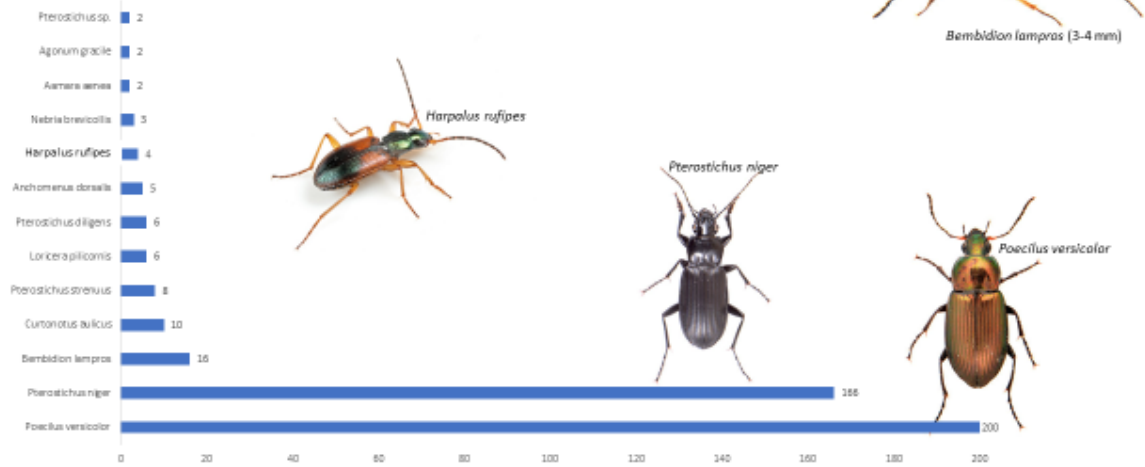 Pterostichus sp. 2
Bembidion lampros (3-4 mm)
Agonum gracile 2
Aamara aenea 2
Nebria brevicollis 3
Harpalus rufipes
Harpalus rufipes 4
Pterostichus niger
Anchomenus dorsalis 5
Pterostichus diligens 6
Poecilus versicolor
Loricera pilicornis 6
Pterostichus strenuus 8
Curtonotus aulicus 10
Bembidion lampros 16
Pterostichus niger 166
Poecilus versicolor 200
0 20 40 60 80 100 120 140 160 180 200